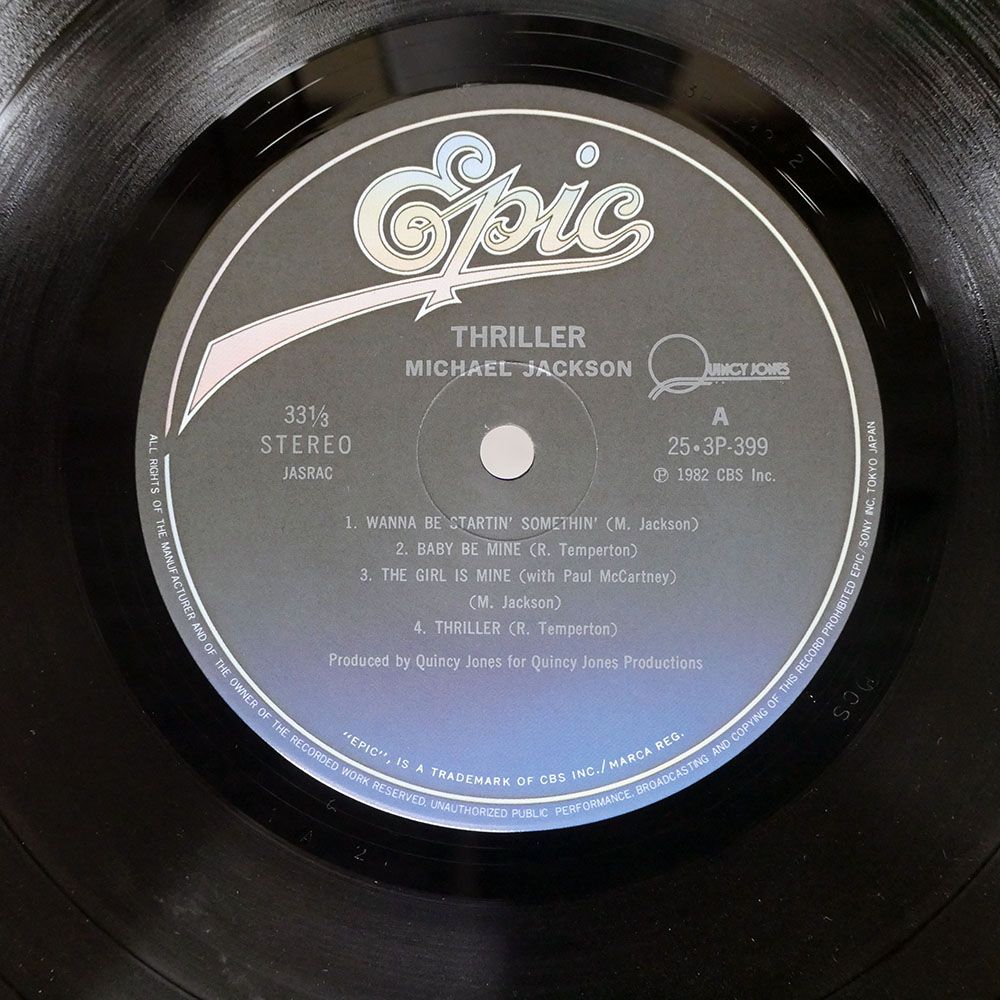 Epic
THRILLER
MICHAEL JACKSON
QUINCY JONES
33 1/3
STEREO
JASRAC
A
25・3P-399
Ⓟ 1982 CBS Inc.
1. WANNA BE STARTIN' SOMETHIN' (M. Jackson)
2. BABY BE MINE (R. Temperton)
3. THE GIRL IS MINE (with Paul McCartney)
(M. Jackson)
4. THRILLER (R. Temperton)
Produced by Quincy Jones for Quincy Jones Productions
"EPIC", IS A TRADEMARK OF CBS INC./MARCA REG.
ALL RIGHTS OF THE MANUFACTURER AND OF THE OWNER OF THE RECORDED WORK RESERVED. UNAUTHORIZED PUBLIC PERFORMANCE, BROADCASTING AND COPYING OF THIS RECORD PROHIBITED EPIC/SONY INC. TOKYO JAPAN